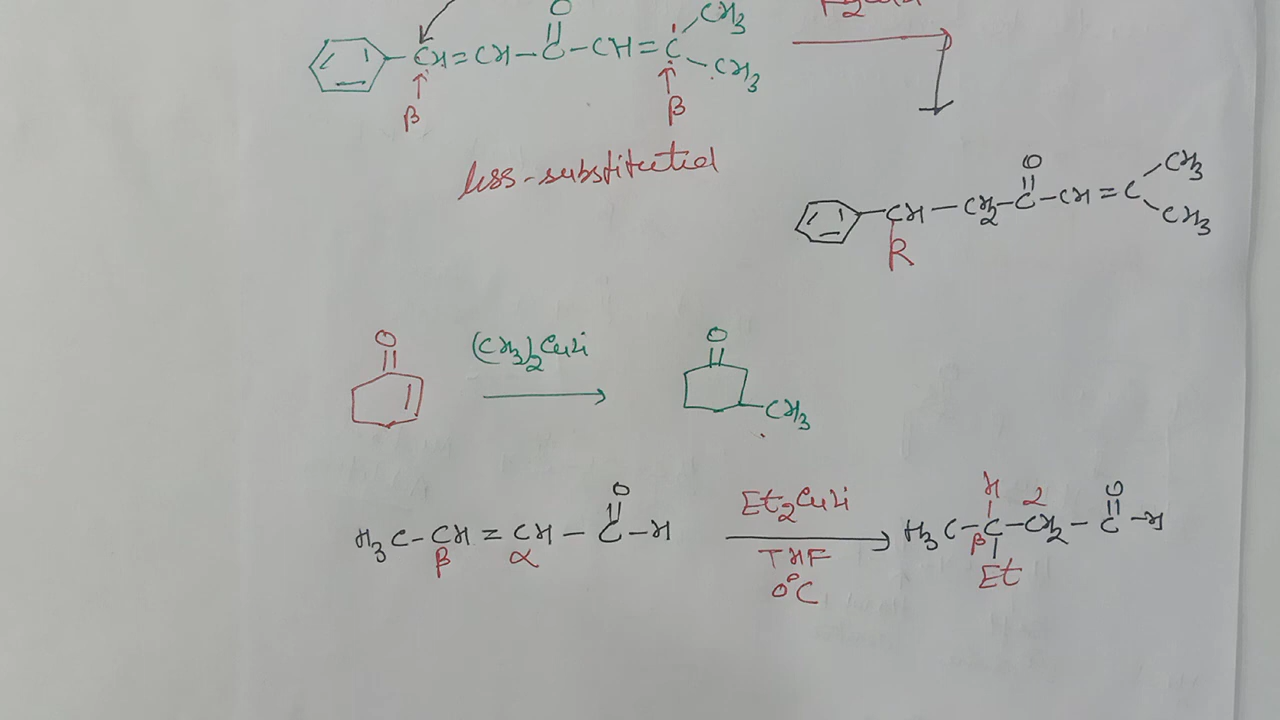 O
CH=CH-C-CH=C
CH3
CH3
β
β
less-substituted
O
CH-CH2-C-CH=C
CH3
CH3
R
O
(CH3)2CuLi
O
CH3
O
H3C-CH=CH-C-H
β
α
Et2CuLi
THF
0°C
H
α
O
H3C-C-CH2-C-H
β
Et